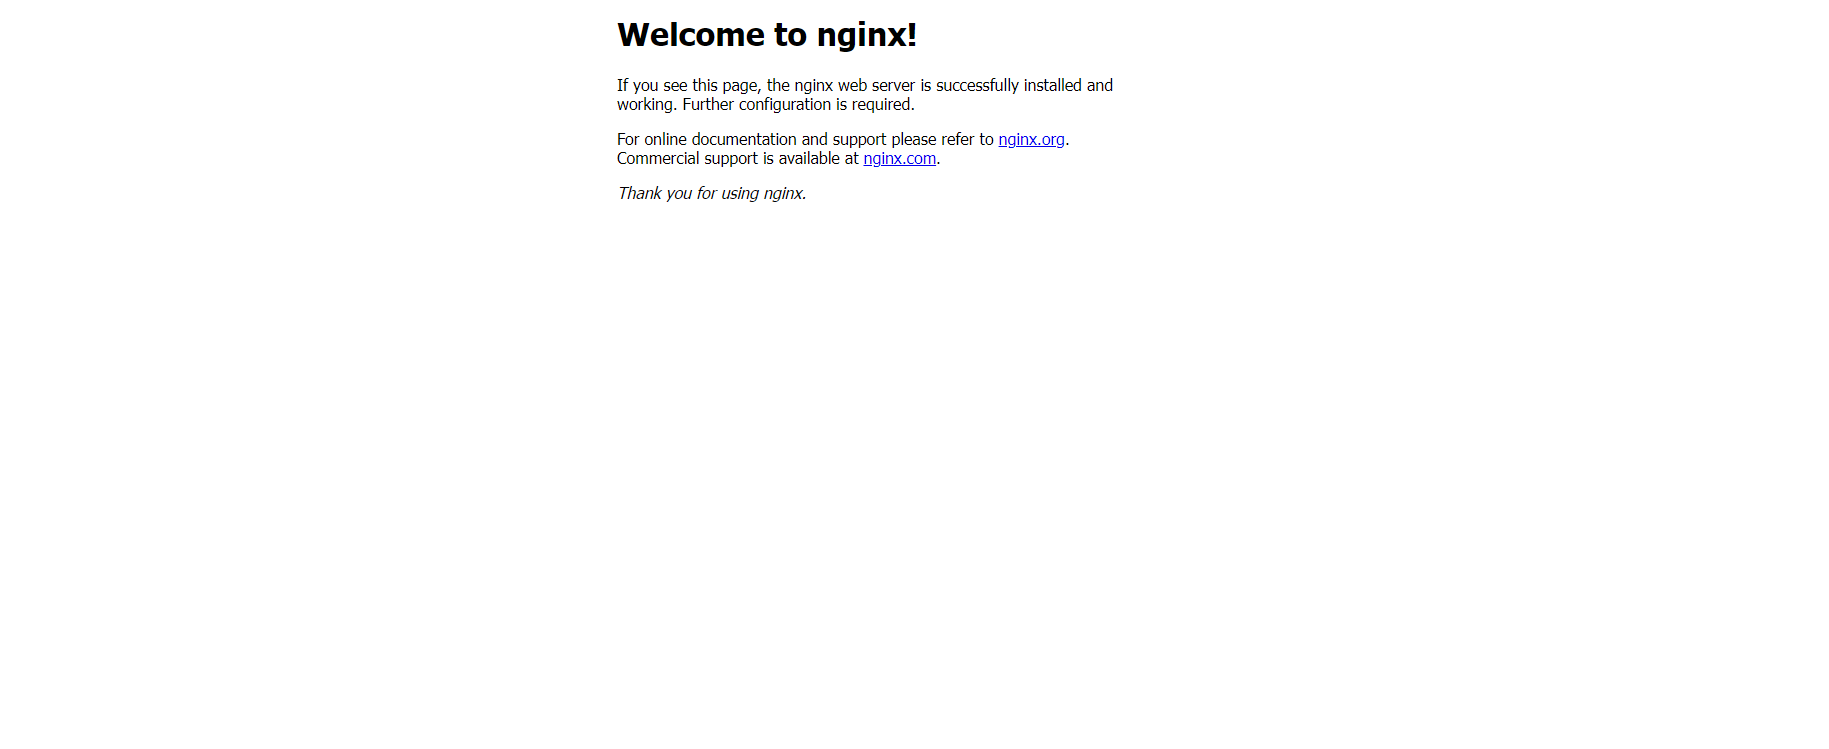 Welcome to nginx!
If you see this page, the nginx web server is successfully installed and
working. Further configuration is required.
For online documentation and support please refer to nginx.org.
Commercial support is available at nginx.com.
Thank you for using nginx.